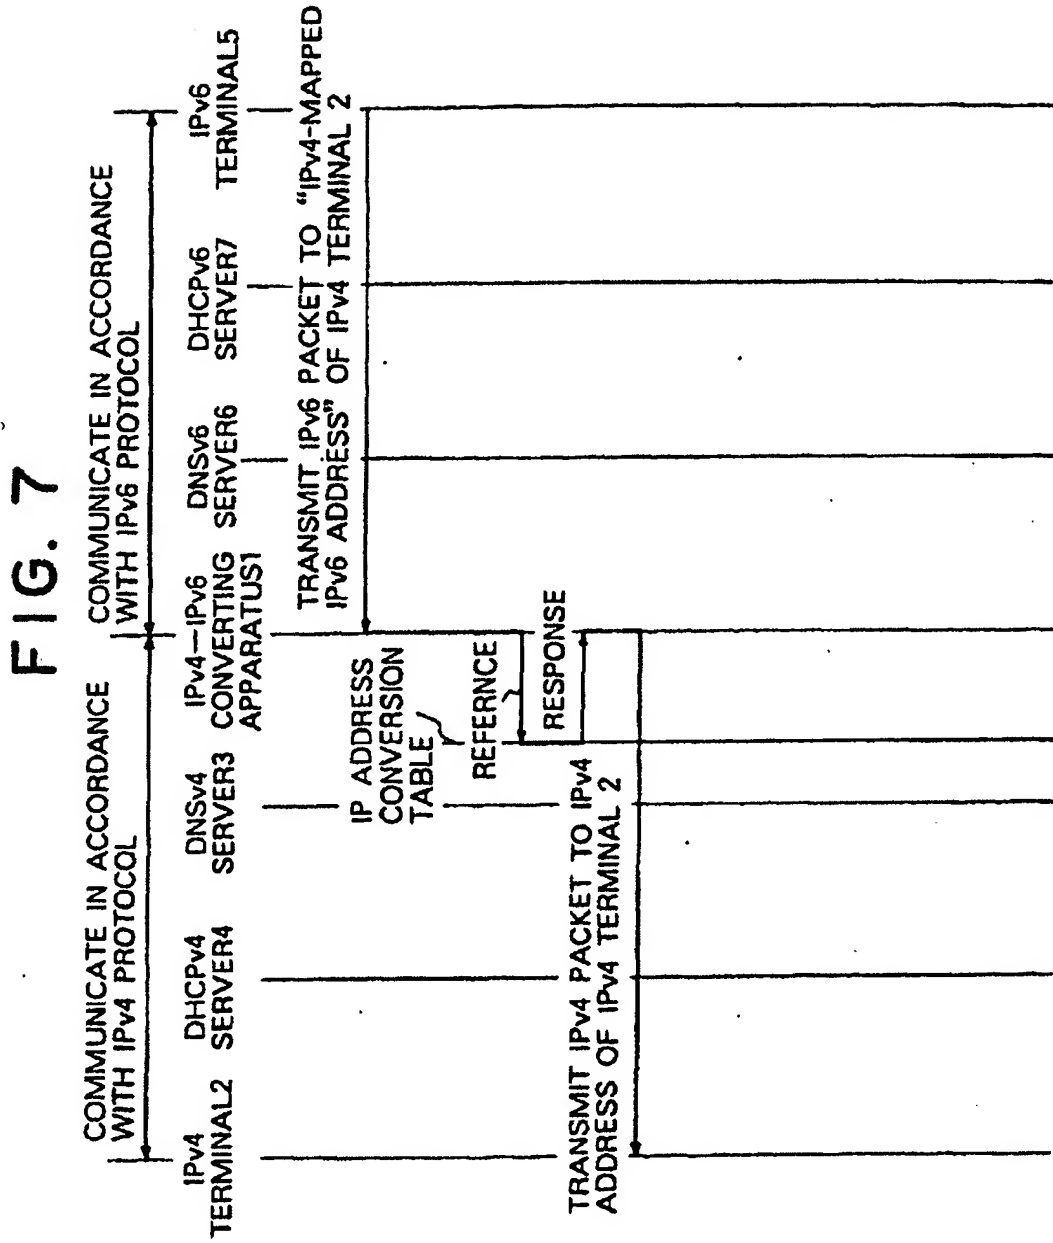 FIG. 7
COMMUNICATE IN ACCORDANCE
WITH IPv4 PROTOCOL
COMMUNICATE IN ACCORDANCE
WITH IPv6 PROTOCOL
IPv4
TERMINAL2
DHCPv4
SERVER4
DNSv4
SERVER3
IPv4-IPv6
CONVERTING
APPARATUS1
DNSv6
SERVER6
DHCPv6
SERVER7
IPv6
TERMINAL5
TRANSMIT IPv6 PACKET TO "IPv4-MAPPED
IPv6 ADDRESS" OF IPv4 TERMINAL 2
IP ADDRESS
CONVERSION
TABLE
REFERNCE
RESPONSE
TRANSMIT IPv4 PACKET TO IPv4
ADDRESS OF IPv4 TERMINAL 2